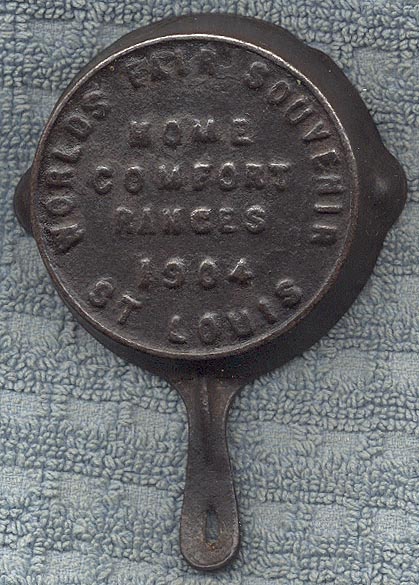 WORLDS FAIR SOUVENIR
HOME
COMFORT
RANGES
1904
ST LOUIS